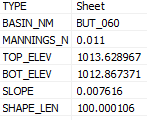 TYPE Sheet
BASIN_NM BUT_060
MANNINGS_N 0.011
TOP_ELEV 1013.628967
BOT_ELEV 1012.867371
SLOPE 0.007616
SHAPE_LEN 100.000106